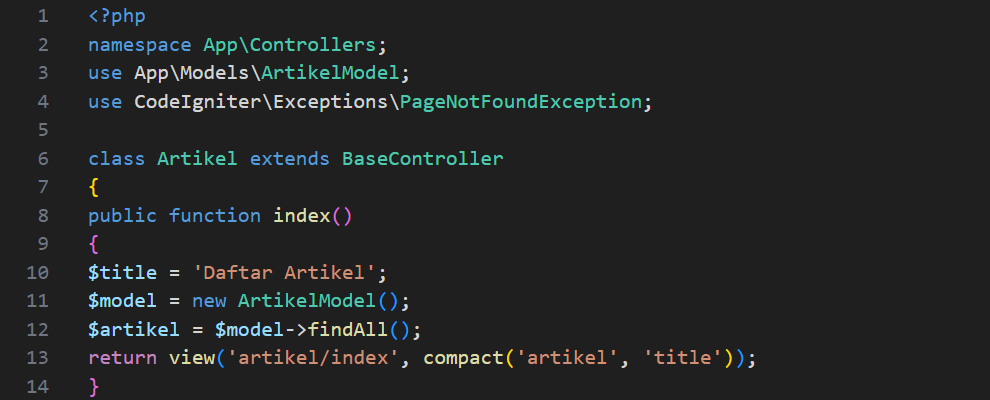 1 <?php
2 namespace App\Controllers;
3 use App\Models\ArtikelModel;
4 use CodeIgniter\Exceptions\PageNotFoundException;
5
6 class Artikel extends BaseController
7 {
8 public function index()
9 {
10 $title = 'Daftar Artikel';
11 $model = new ArtikelModel();
12 $artikel = $model->findAll();
13 return view('artikel/index', compact('artikel', 'title'));
14 }